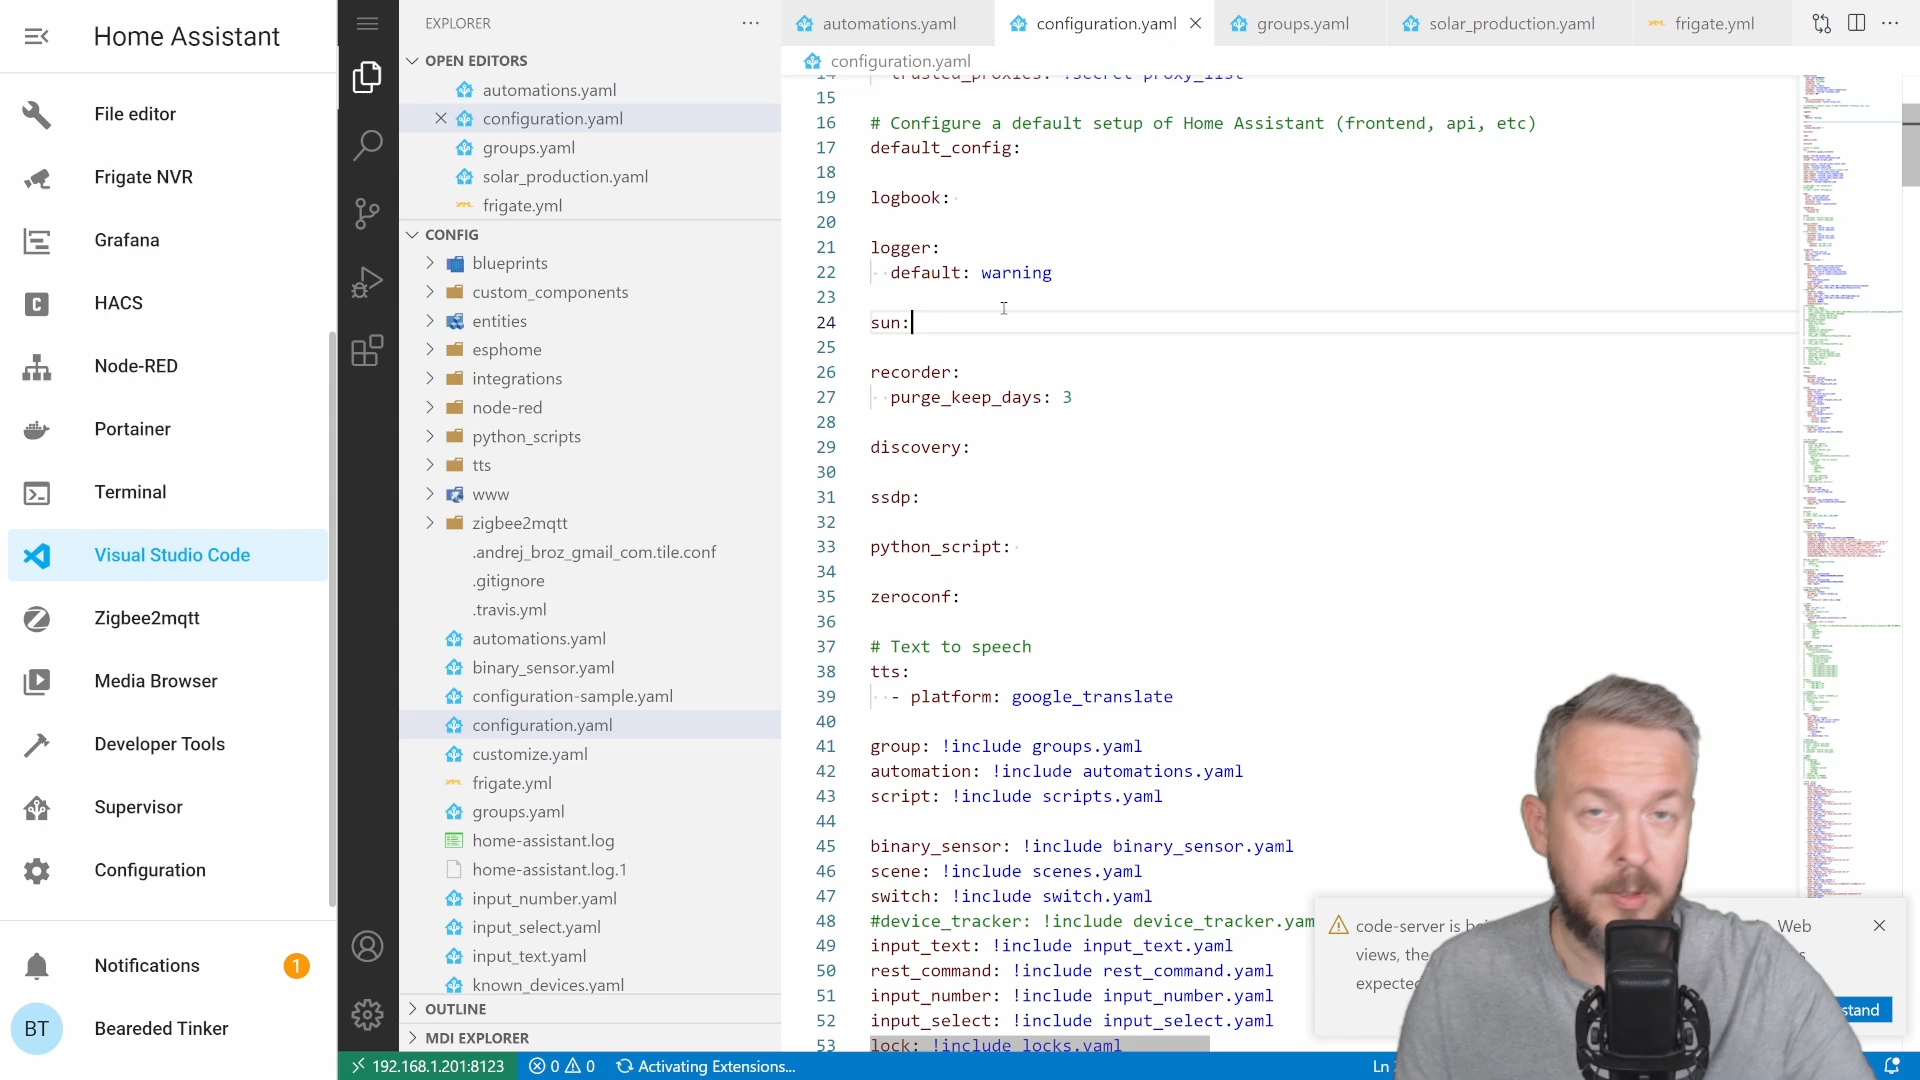 Home Assistant
File editor
Frigate NVR
Grafana
C
HACS
Node-RED
Portainer
Terminal
Visual Studio Code
Zigbee2mqtt
Media Browser
Developer Tools
Supervisor
Configuration
Notifications
1
BT
Beareded Tinker
EXPLORER
OPEN EDITORS
automations.yaml
configuration.yaml
groups.yaml
solar_production.yaml
frigate.yml
CONFIG
blueprints
custom_components
entities
esphome
integrations
node-red
python_scripts
tts
www
zigbee2mqtt
.andrej_broz_gmail_com.tile.conf
.gitignore
.travis.yml
automations.yaml
binary_sensor.yaml
configuration-sample.yaml
configuration.yaml
customize.yaml
frigate.yml
groups.yaml
home-assistant.log
home-assistant.log.1
input_number.yaml
input_select.yaml
input_text.yaml
known_devices.yaml
OUTLINE
MDI EXPLORER
automations.yaml
configuration.yaml
groups.yaml
solar_production.yaml
frigate.yml
configuration.yaml
14 trusted_proxies: !secret proxy_list
15
16 # Configure a default setup of Home Assistant (frontend, api, etc)
17 default_config:
18
19 logbook:
20
21 logger:
22 default: warning
23
24 sun:
25
26 recorder:
27 purge_keep_days: 3
28
29 discovery:
30
31 ssdp:
32
33 python_script:
34
35 zeroconf:
36
37 # Text to speech
38 tts:
39 - platform: google_translate
40
41 group: !include groups.yaml
42 automation: !include automations.yaml
43 script: !include scripts.yaml
44
45 binary_sensor: !include binary_sensor.yaml
46 scene: !include scenes.yaml
47 switch: !include switch.yaml
48 #device_tracker: !include device_tracker.yam
49 input_text: !include input_text.yaml
50 rest_command: !include rest_command.yaml
51 input_number: !include input_number.yaml
52 input_select: !include input_select.yaml
53 lock: !include locks.yaml
code-server is
Web
views, the
expected
stand
192.168.1.201:8123
0
0
Activating Extensions...
Ln